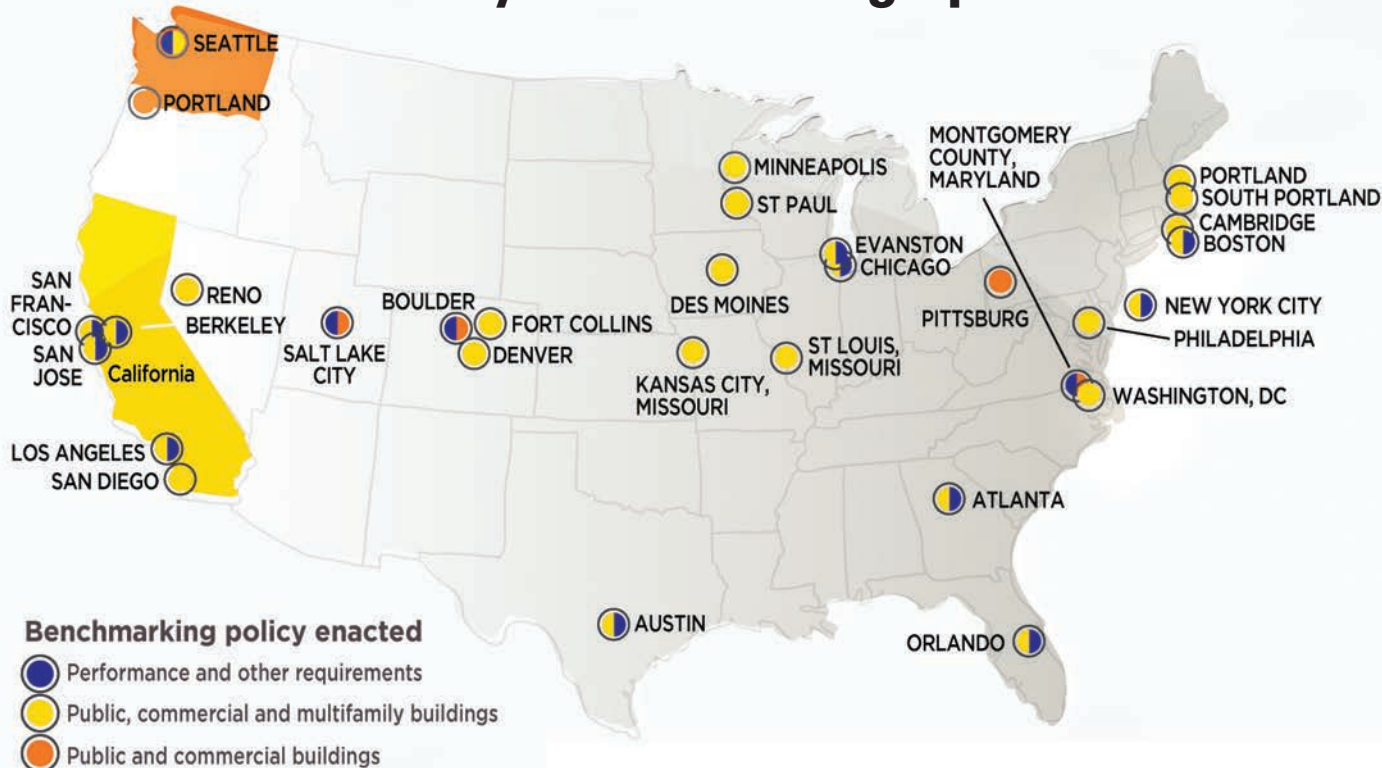 SEATTLE
PORTLAND
MONTGOMERY
COUNTY,
MARYLAND
MINNEAPOLIS
ST PAUL
PORTLAND
SOUTH PORTLAND
CAMBRIDGE
BOSTON
EVANSTON
CHICAGO
SAN
FRAN-
CISCO
SAN
JOSE
RENO
BERKELEY
California
SALT LAKE
CITY
BOULDER
FORT COLLINS
DENVER
DES MOINES
KANSAS CITY,
MISSOURI
ST LOUIS,
MISSOURI
PITTSBURG
NEW YORK CITY
PHILADELPHIA
WASHINGTON, DC
LOS ANGELES
SAN DIEGO
ATLANTA
AUSTIN
ORLANDO
Benchmarking policy enacted
Performance and other requirements
Public, commercial and multifamily buildings
Public and commercial buildings